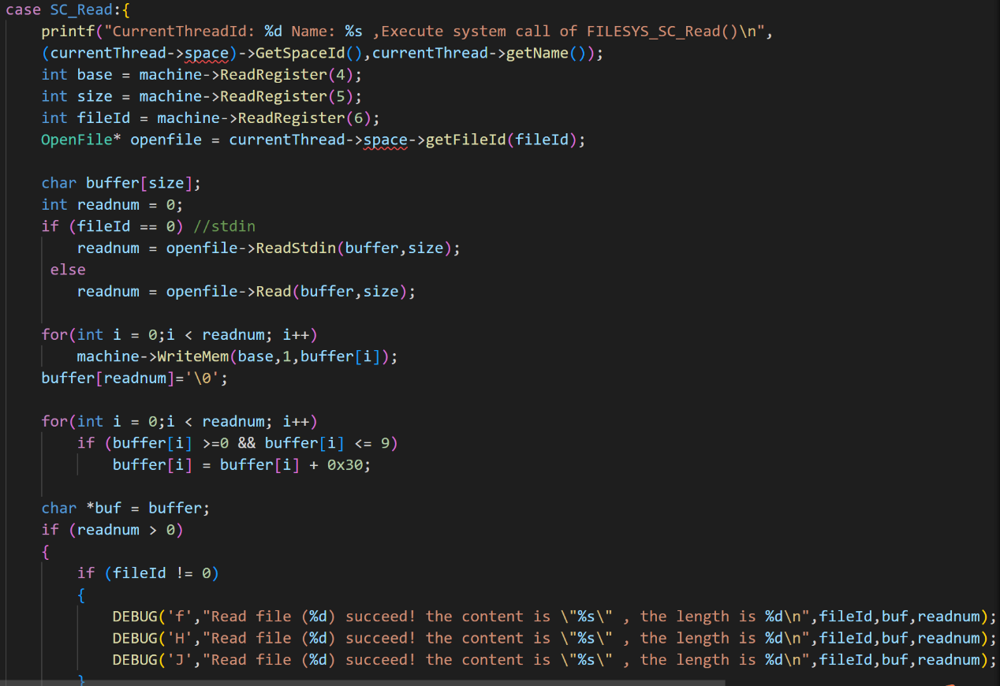 case SC_Read:{
printf("CurrentThreadId: %d Name: %s ,Execute system call of FILESYS_SC_Read()\n",
(currentThread->space)->GetSpaceId(),currentThread->getName());
int base = machine->ReadRegister(4);
int size = machine->ReadRegister(5);
int fileId = machine->ReadRegister(6);
OpenFile* openfile = currentThread->space->getFileId(fileId);
char buffer[size];
int readnum = 0;
if (fileId == 0) //stdin
readnum = openfile->ReadStdin(buffer,size);
else
readnum = openfile->Read(buffer,size);
for(int i = 0;i < readnum; i++)
machine->WriteMem(base,1,buffer[i]);
buffer[readnum]='\0';
for(int i = 0;i < readnum; i++)
if (buffer[i] >=0 && buffer[i] <= 9)
buffer[i] = buffer[i] + 0x30;
char *buf = buffer;
if (readnum > 0)
{
if (fileId != 0)
{
DEBUG('f',"Read file (%d) succeed! the content is \"%s\" , the length is %d\n",fileId,buf,readnum);
DEBUG('H',"Read file (%d) succeed! the content is \"%s\" , the length is %d\n",fileId,buf,readnum);
DEBUG('J',"Read file (%d) succeed! the content is \"%s\" , the length is %d\n",fileId,buf,readnum);
}